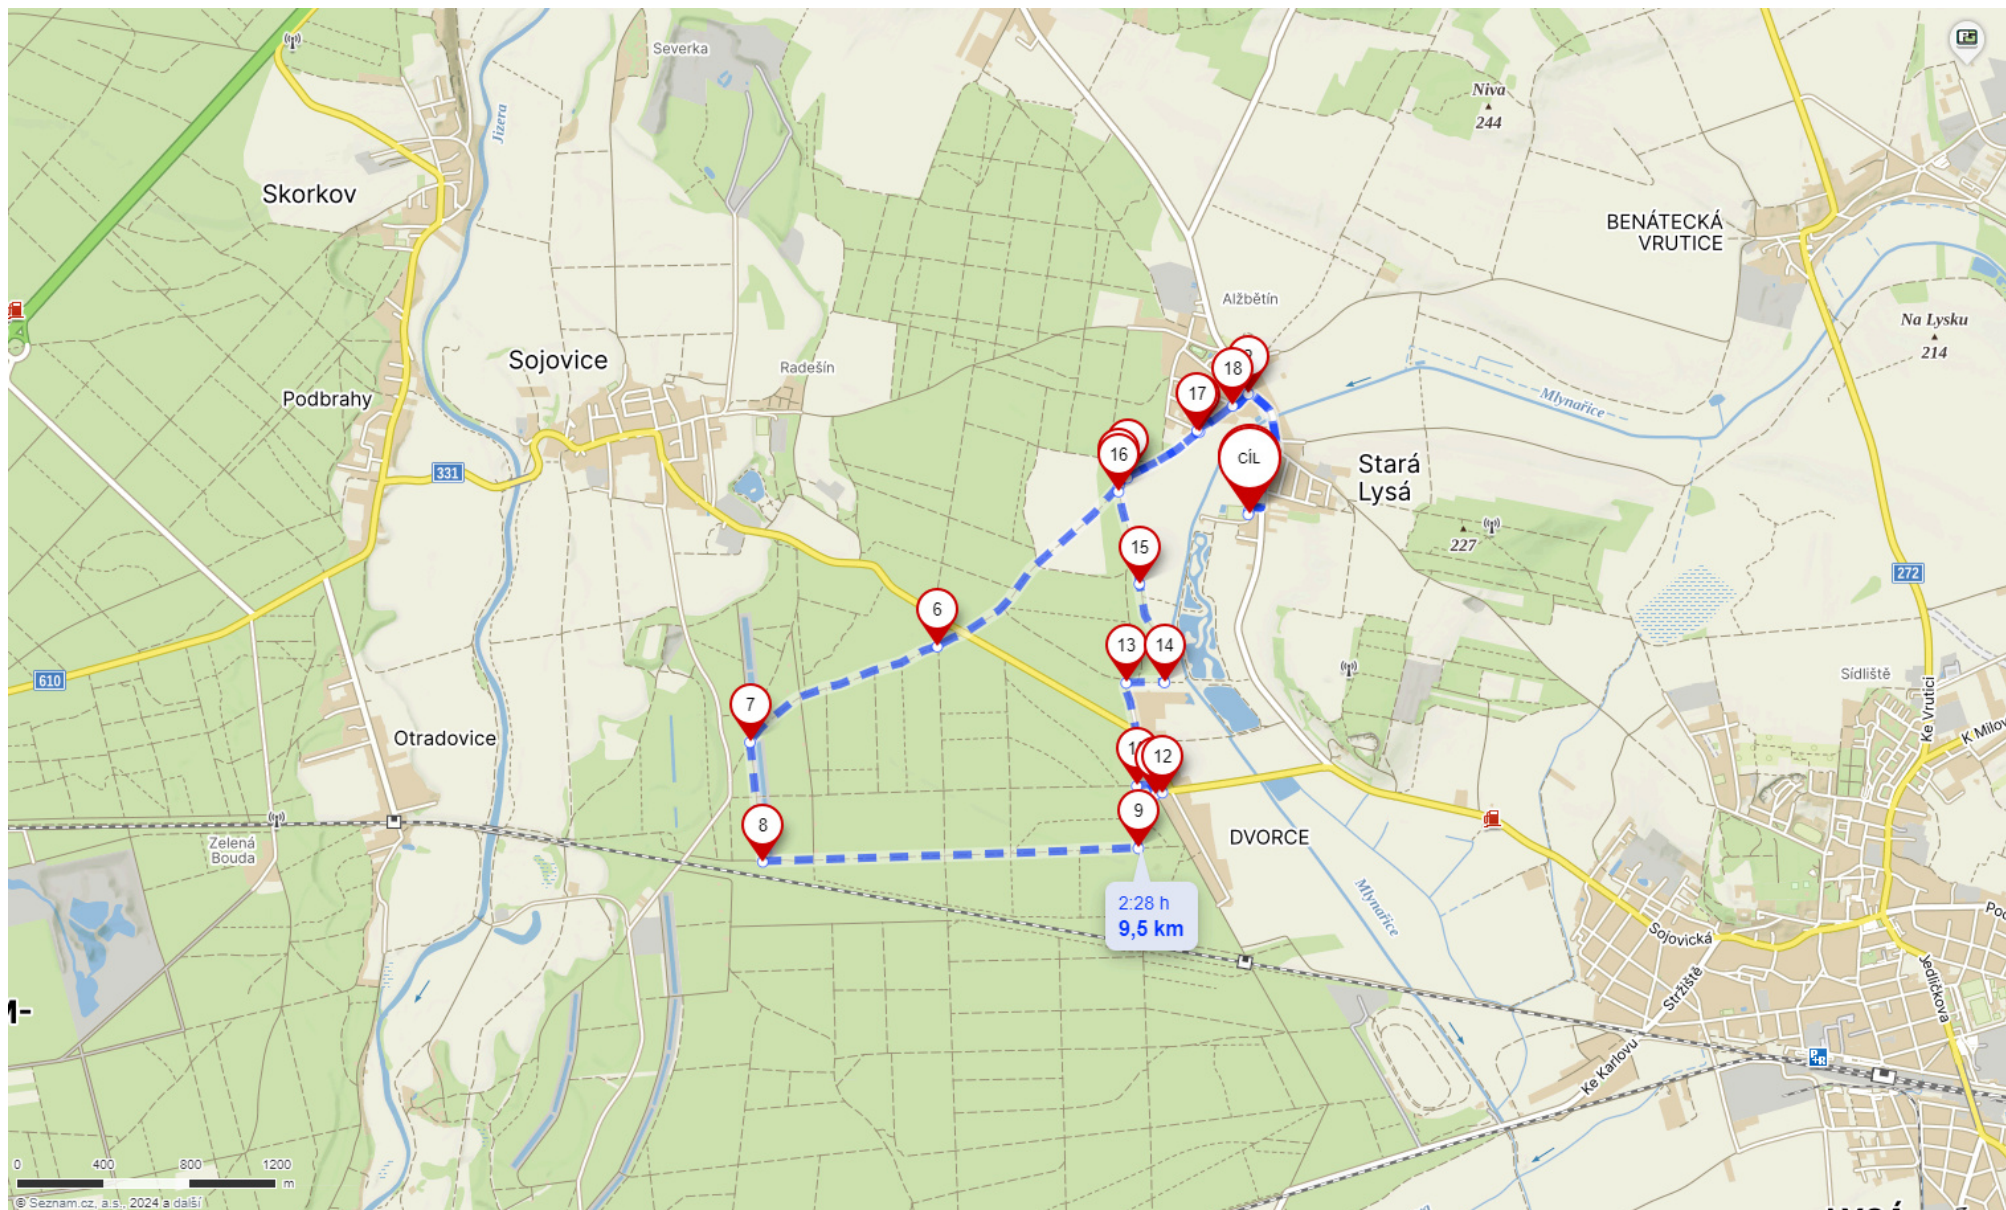 Severka
Jizera
Niva
244
Skorkov
BENÁTECKÁ
VRUTICE
Alžbětín
Na Lysku
214
Sojovice
Radešín
Podbrahy
2
18
17
Mlynařice
16
CÍL
Stará
Lysá
331
227
15
272
6
13
14
610
7
Sídliště
Ke Vrutici
K Milov
Otradovice
12
9
8
DVORCE
Zelená
Bouda
2:28 h
9,5 km
Mlynařice
Sojovická
Stržiště
Jedličkova
Ke Karlovu
P+R
0 400 800 1200
m
© Seznam.cz, a.s., 2024 a další